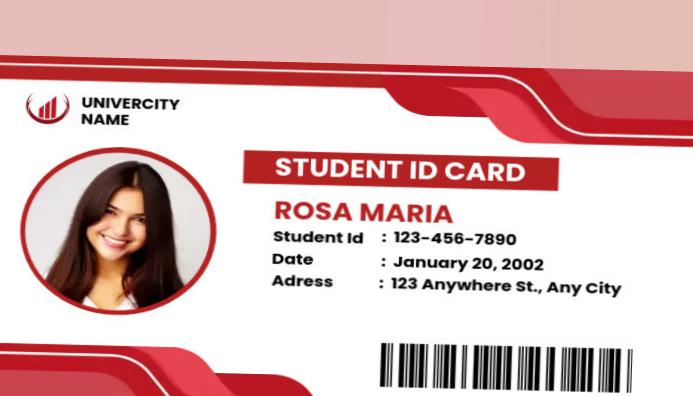 UNIVERCITY
NAME
STUDENT ID CARD
ROSA MARIA
Student Id : 123-456-7890
Date : January 20, 2002
Adress : 123 Anywhere St., Any City